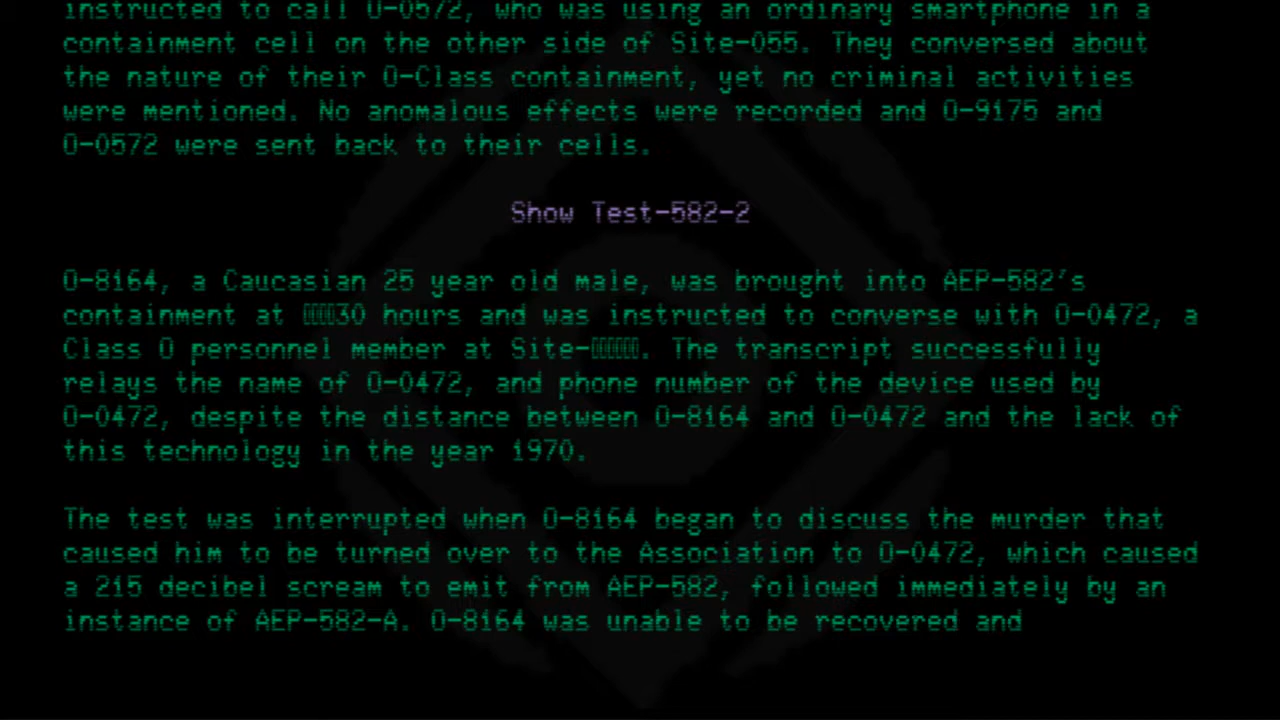 instructed to call O-0572, who was using an ordinary smartphone in a
containment cell on the other side of Site-055. They conversed about
the nature of their O-Class containment, yet no criminal activities
were mentioned. No anomalous effects were recorded and O-9175 and
O-0572 were sent back to their cells.
Show Test-582-2
O-8164, a Caucasian 25 year old male, was brought into AEP-582's
containment at ▯▯▯▯30 hours and was instructed to converse with O-0472, a
Class O personnel member at Site-▯▯▯▯▯▯. The transcript successfully
relays the name of O-0472, and phone number of the device used by
O-0472, despite the distance between O-8164 and O-0472 and the lack of
this technology in the year 1970.
The test was interrupted when O-8164 began to discuss the murder that
caused him to be turned over to the Association to O-0472, which caused
a 215 decibel scream to emit from AEP-582, followed immediately by an
instance of AEP-582-A. O-8164 was unable to be recovered and